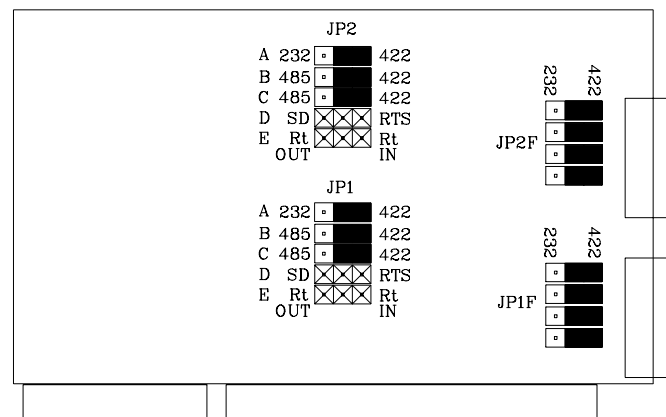 JP2
A 232 422
B 485 422
C 485 422
D SD RTS
E Rt Rt
OUT IN
232 422
JP2F
JP1
A 232 422
B 485 422
C 485 422
D SD RTS
E Rt Rt
OUT IN
232 422
JP1F